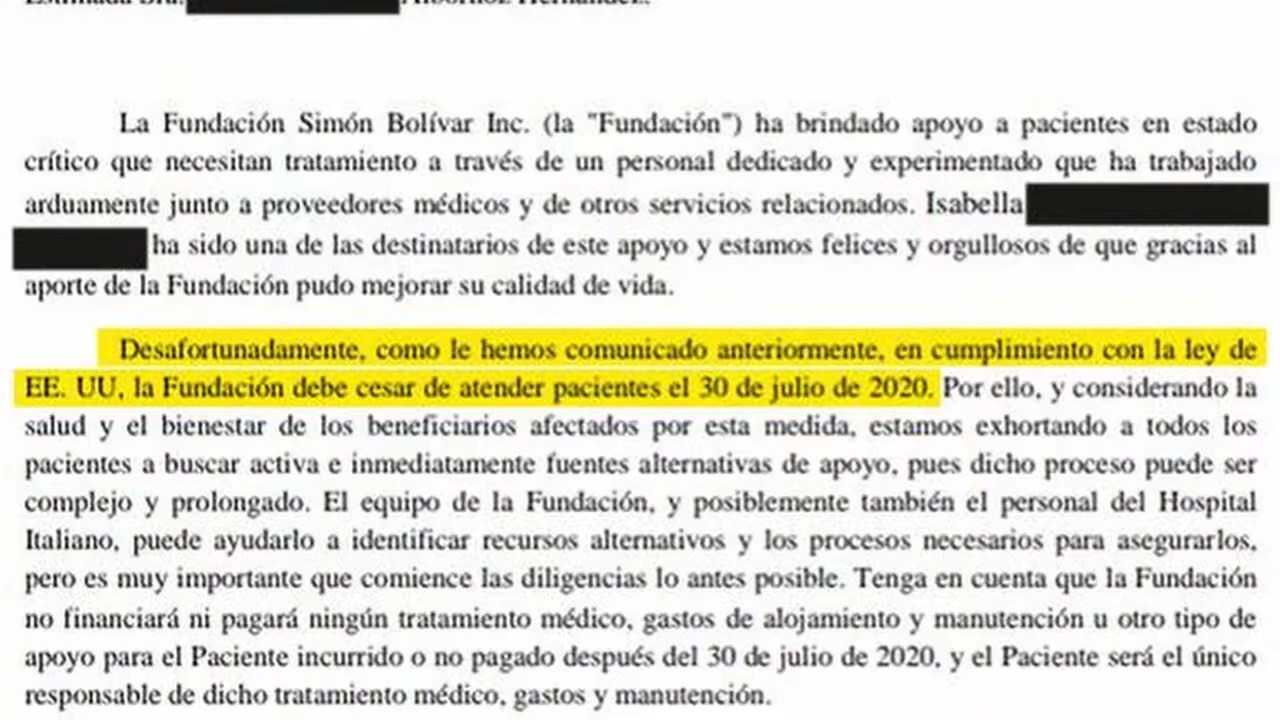 La Fundación Simón Bolívar Inc. (la "Fundación") ha brindado apoyo a pacientes en estado
crítico que necesitan tratamiento a través de un personal dedicado y experimentado que ha trabajado
arduamente junto a proveedores médicos y de otros servicios relacionados. Isabella
ha sido una de las destinatarios de este apoyo y estamos felices y orgullosos de que gracias al
aporte de la Fundación pudo mejorar su calidad de vida.
Desafortunadamente, como le hemos comunicado anteriormente, en cumplimiento con la ley de
EE. UU, la Fundación debe cesar de atender pacientes el 30 de julio de 2020. Por ello, y considerando la
salud y el bienestar de los beneficiarios afectados por esta medida, estamos exhortando a todos los
pacientes a buscar activa e inmediatamente fuentes alternativas de apoyo, pues dicho proceso puede ser
complejo y prolongado. El equipo de la Fundación, y posiblemente también el personal del Hospital
Italiano, puede ayudarlo a identificar recursos alternativos y los procesos necesarios para asegurarlos,
pero es muy importante que comience las diligencias lo antes posible. Tenga en cuenta que la Fundación
no financiará ni pagará ningún tratamiento médico, gastos de alojamiento y manutención u otro tipo de
apoyo para el Paciente incurrido o no pagado después del 30 de julio de 2020, y el Paciente será el único
responsable de dicho tratamiento médico, gastos y manutención.